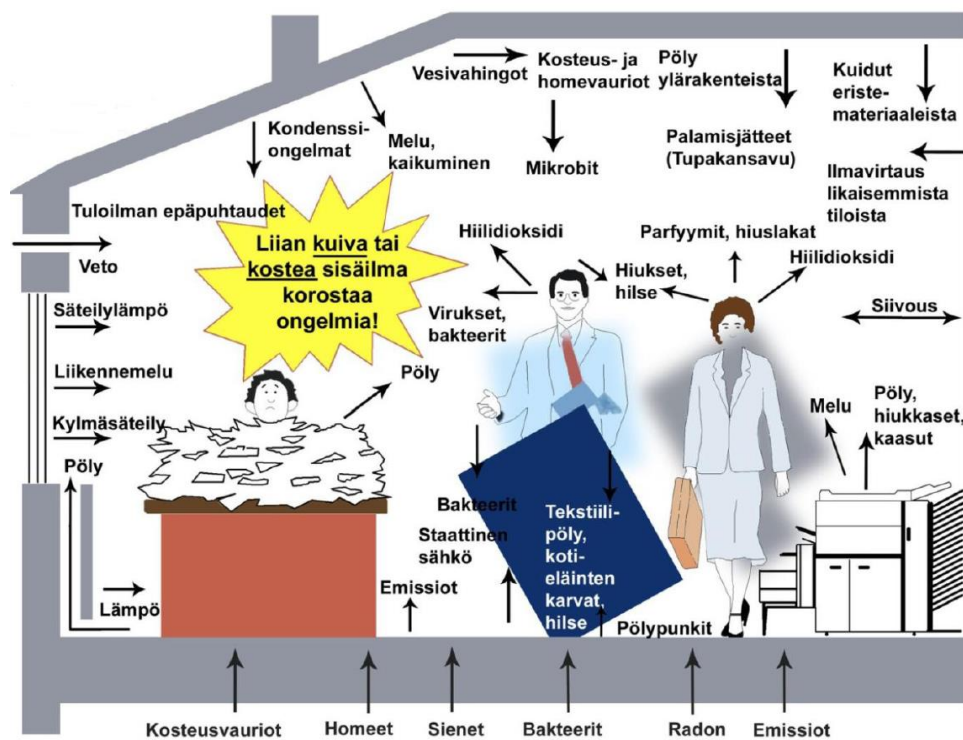 Vesivahingot
Kosteus- ja
homevauriot
Pöly
ylärakenteista
Kuidut
eriste-
materiaaleista
Kondenssi-
ongelmat
Melu,
kaikuminen
Mikrobit
Palamisjätteet
(Tupakansavu)
Ilmavirtaus
likaisemmista
tiloista
Tuloilman epäpuhtaudet
Veto
Liian kuiva tai
kostea sisäilma
korostaa
ongelmia!
Hiilidioksidi
Parfyymit, hiuslakat
Hiilidioksidi
Hiukset,
hilse
Virukset,
bakteerit
Siivous
Säteilylämpö
Liikennemelu
Kylmäsäteily
Pöly
Pöly
Melu
Pöly,
hiukkaset,
kaasut
Bakteerit
Staattinen
sähkö
Tekstiili-
pöly,
koti-
eläinten
karvat,
hilse
Emissiot
Lämpö
Pölypunkit
Kosteusvauriot
Homeet
Sienet
Bakteerit
Radon
Emissiot